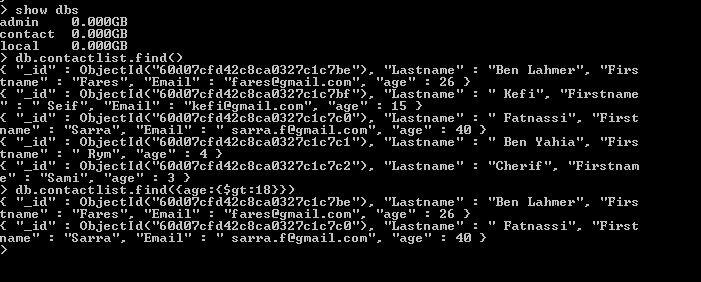 > show dbs
admin    0.000GB
contact  0.000GB
local    0.000GB
> db.contactlist.find()
{ "_id" : ObjectId("60d07cfd42c8ca0327c1c7be"), "Lastname" : "Ben Lahmer", "Firs
tname" : "Fares", "Email" : "fares@gmail.com", "age" : 26 }
{ "_id" : ObjectId("60d07cfd42c8ca0327c1c7bf"), "Lastname" : " Kefi", "Firstname
" : " Seif", "Email" : "kefi@gmail.com", "age" : 15 }
{ "_id" : ObjectId("60d07cfd42c8ca0327c1c7c0"), "Lastname" : " Fatnassi", "First
name" : "Sarra", "Email" : " sarra.f@gmail.com", "age" : 40 }
{ "_id" : ObjectId("60d07cfd42c8ca0327c1c7c1"), "Lastname" : " Ben Yahia", "Firs
tname" : " Rym", "age" : 4 }
{ "_id" : ObjectId("60d07cfd42c8ca0327c1c7c2"), "Lastname" : "Cherif", "Firstnam
e" : "Sami", "age" : 3 }
> db.contactlist.find({age:{$gt:18}})
{ "_id" : ObjectId("60d07cfd42c8ca0327c1c7be"), "Lastname" : "Ben Lahmer", "Firs
tname" : "Fares", "Email" : "fares@gmail.com", "age" : 26 }
{ "_id" : ObjectId("60d07cfd42c8ca0327c1c7c0"), "Lastname" : " Fatnassi", "First
name" : "Sarra", "Email" : " sarra.f@gmail.com", "age" : 40 }
>